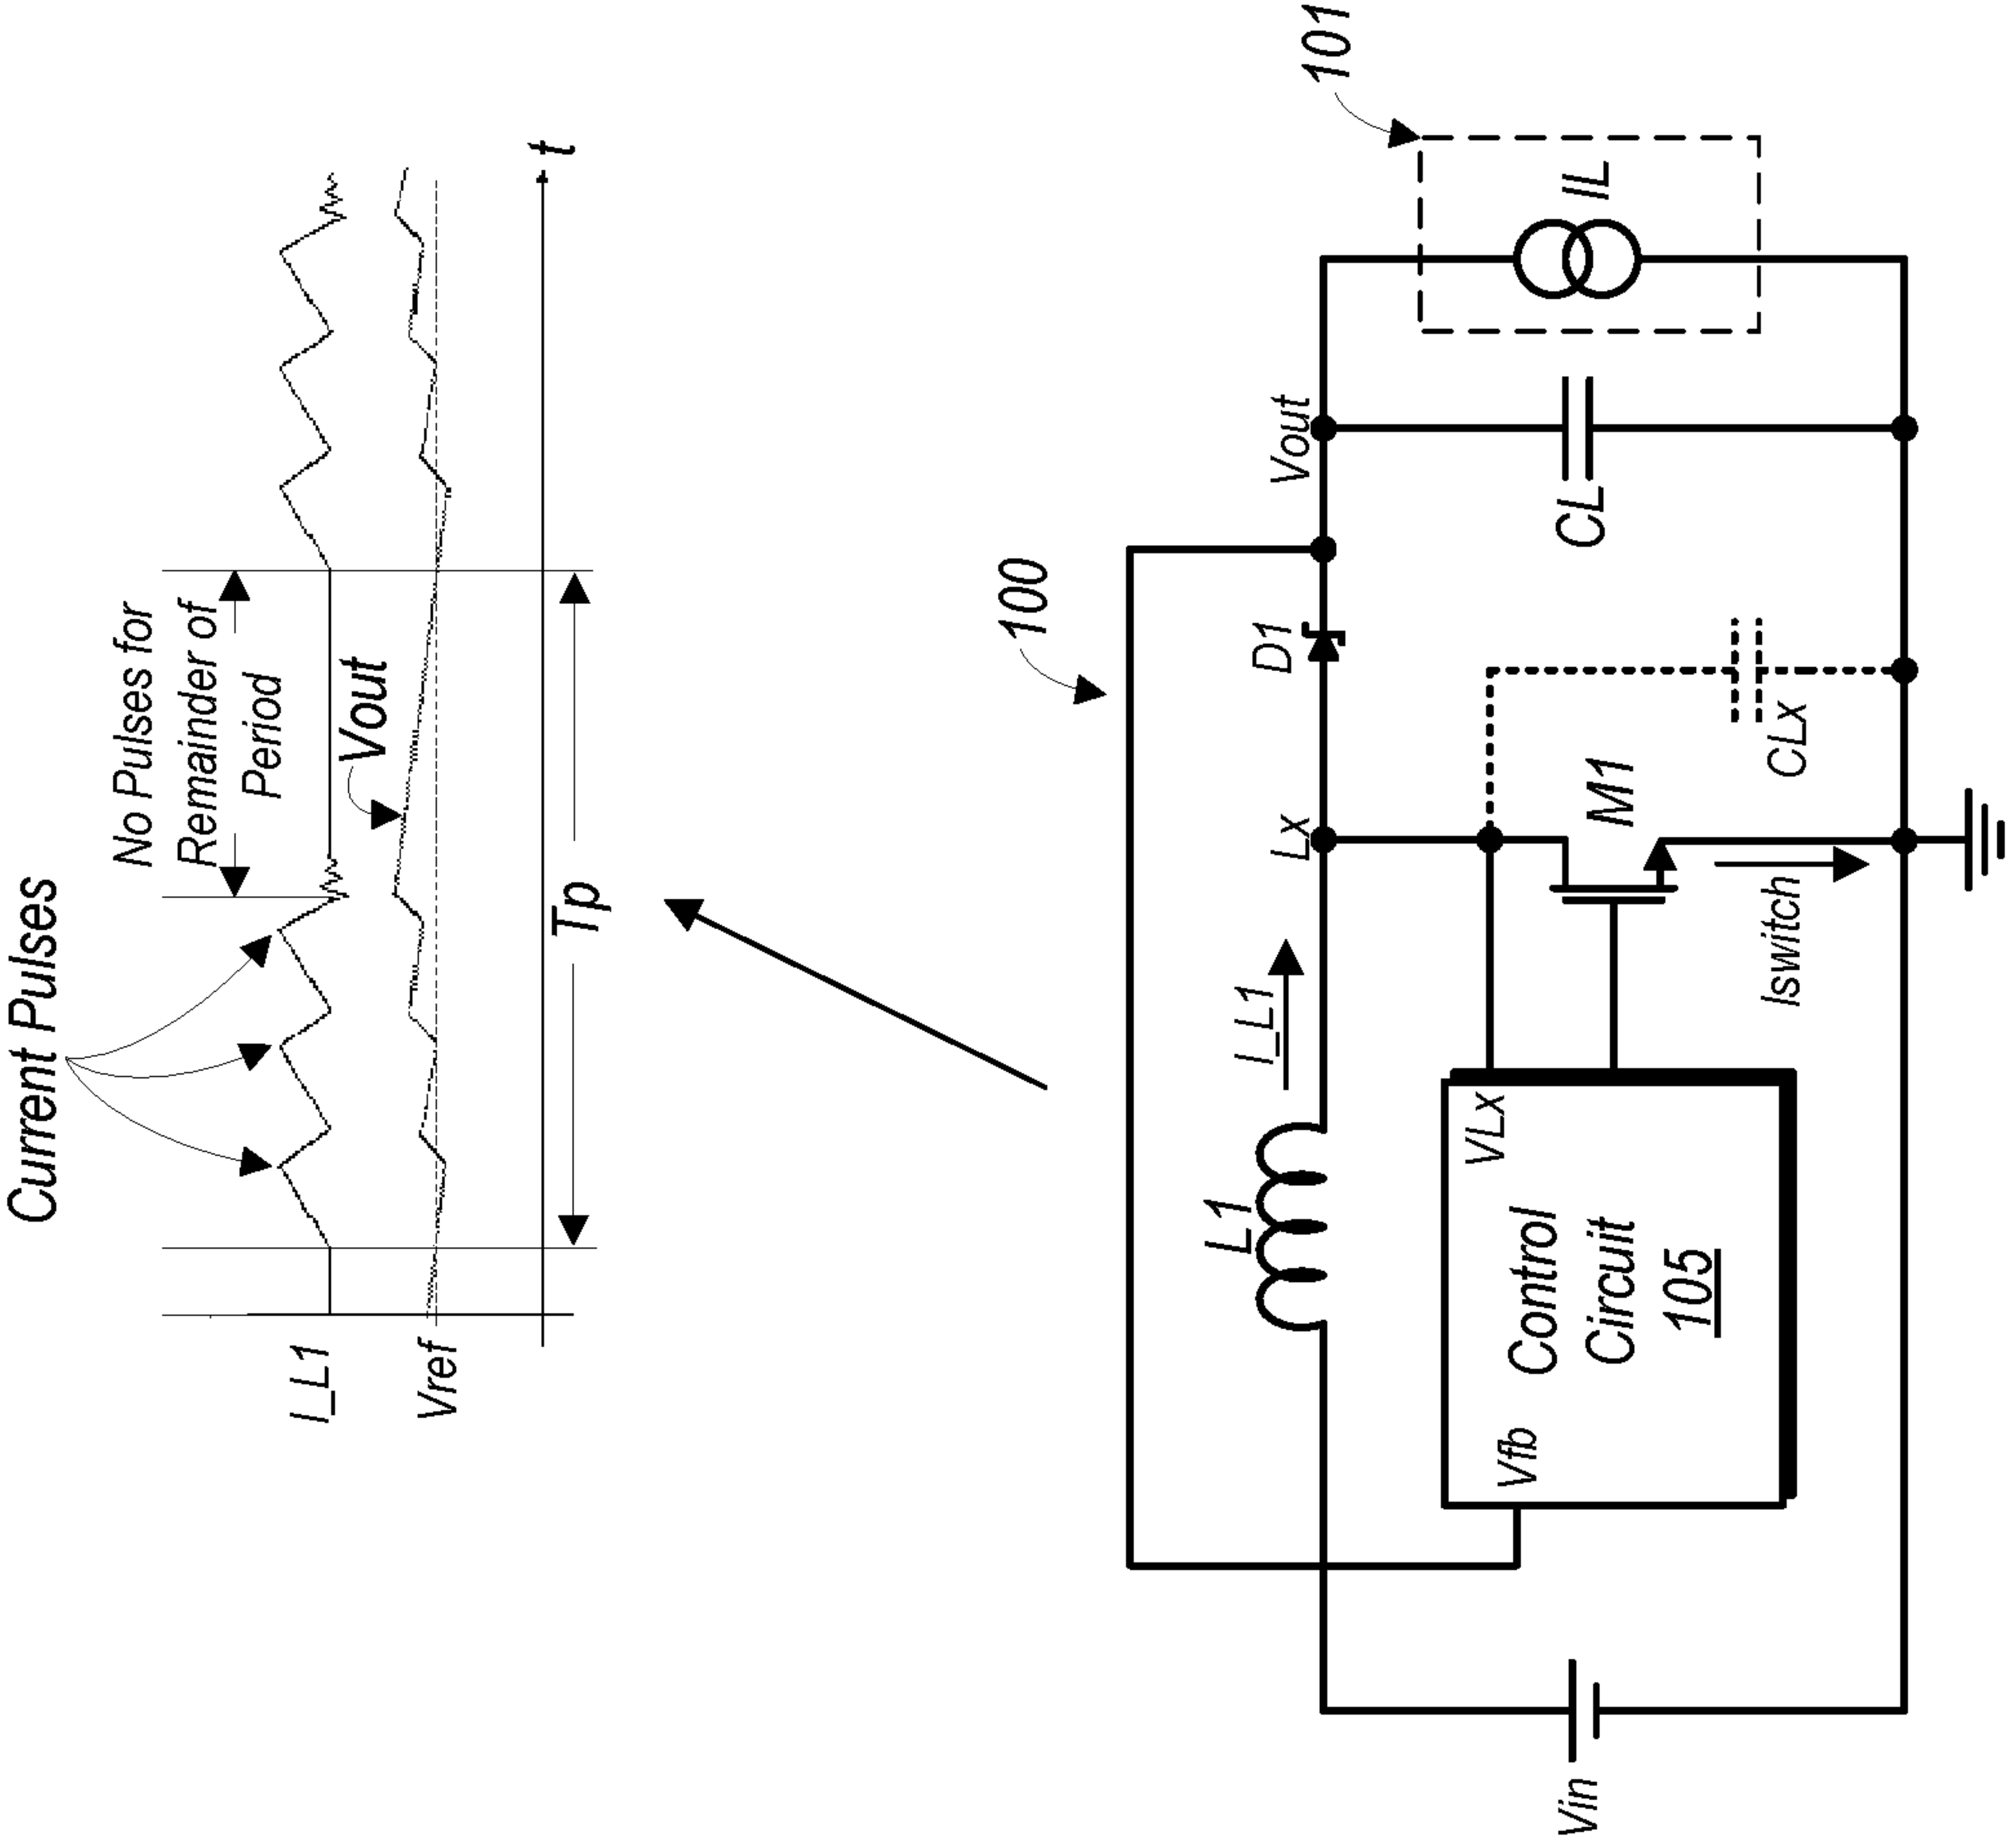 Current Pulses
No Pulses for
Remainder of
Period
I_L1
Vout
Vref
t
Tp
100
101
L1
I_L1
Lx
D1
Vout
Vfb
VLx
Control
Circuit
105
M1
Iswitch
CLx
CL
IL
Vin